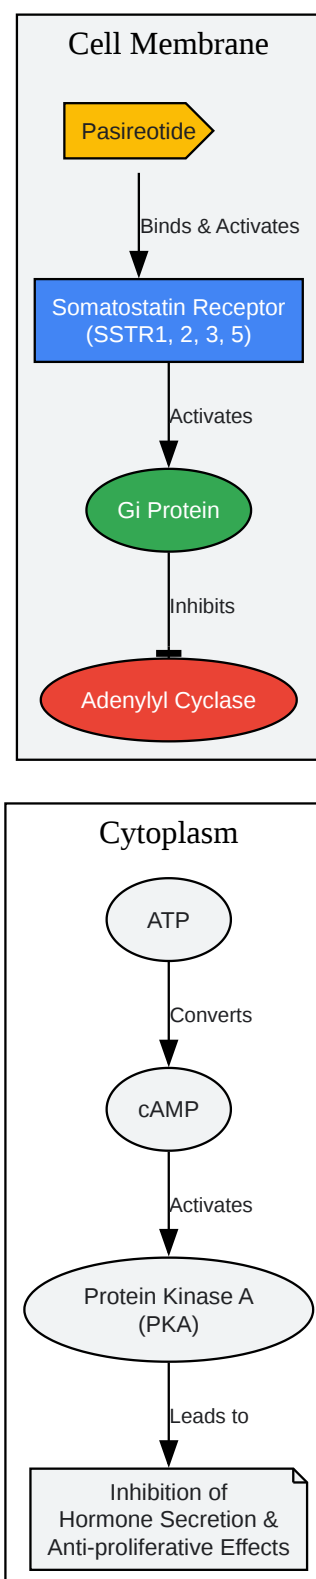 Cell Membrane
Pasireotide
Binds & Activates
Somatostatin Receptor
(SSTR1, 2, 3, 5)
Activates
Gi Protein
Inhibits
Adenylyl Cyclase
Cytoplasm
ATP
Converts
cAMP
Activates
Protein Kinase A
(PKA)
Leads to
Inhibition of
Hormone Secretion &
Anti-proliferative Effects